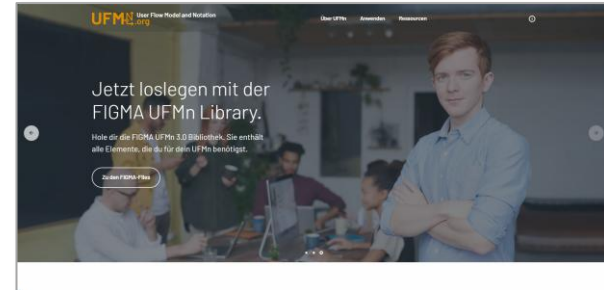 UFMn.org
User Flow Model and Notation
Über UFMn Anwenden Ressourcen
Jetzt loslegen mit der
FIGMA UFMn Library.
Hole dir die FIGMA UFMn 3.0 Bibliothek. Sie enthält
alle Elemente, die du für dein UFMn benötigst.
Zu den FIGMA-Files